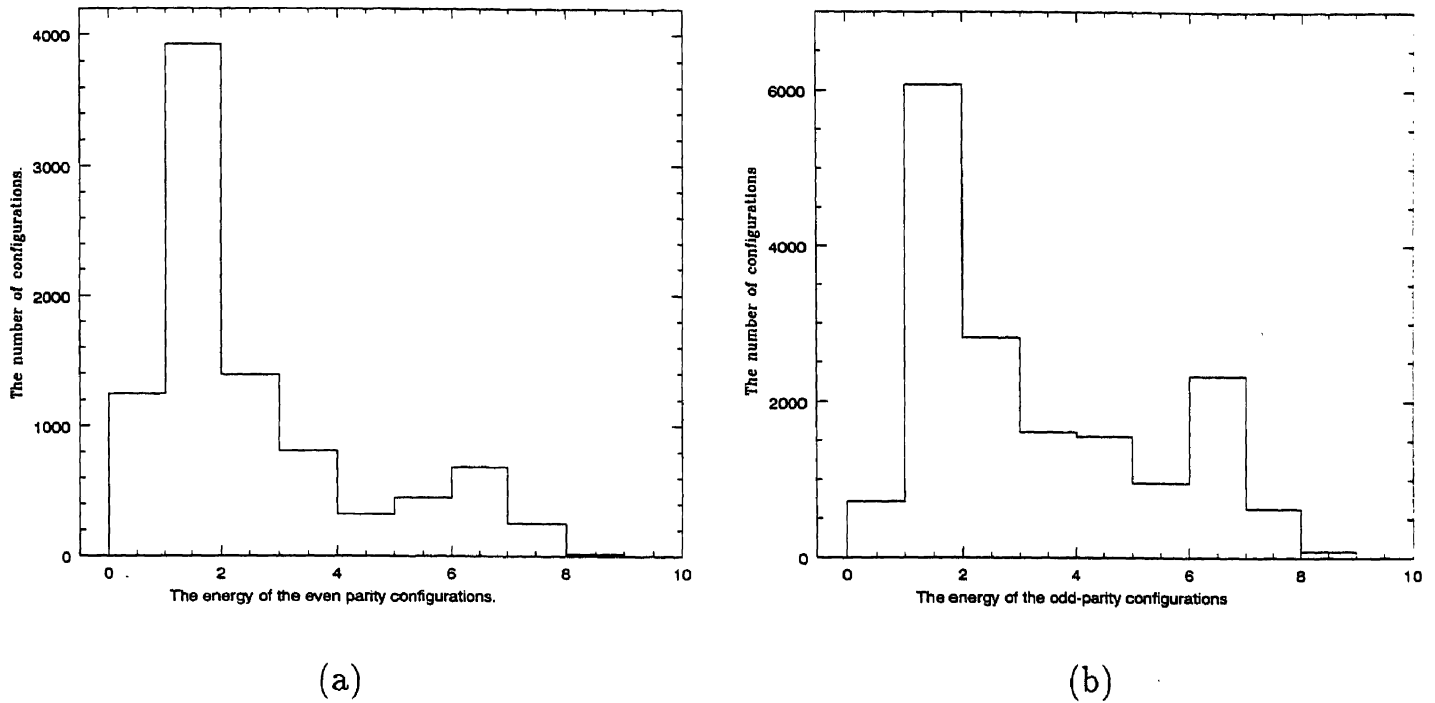 4000
3000
2000
1000
0
The number of configurations.
0 2 4 6 8 10
The energy of the even parity configurations.
(a)
6000
4000
2000
0
The number of configurations
0 2 4 6 8 10
The energy of the odd-parity configurations
(b)